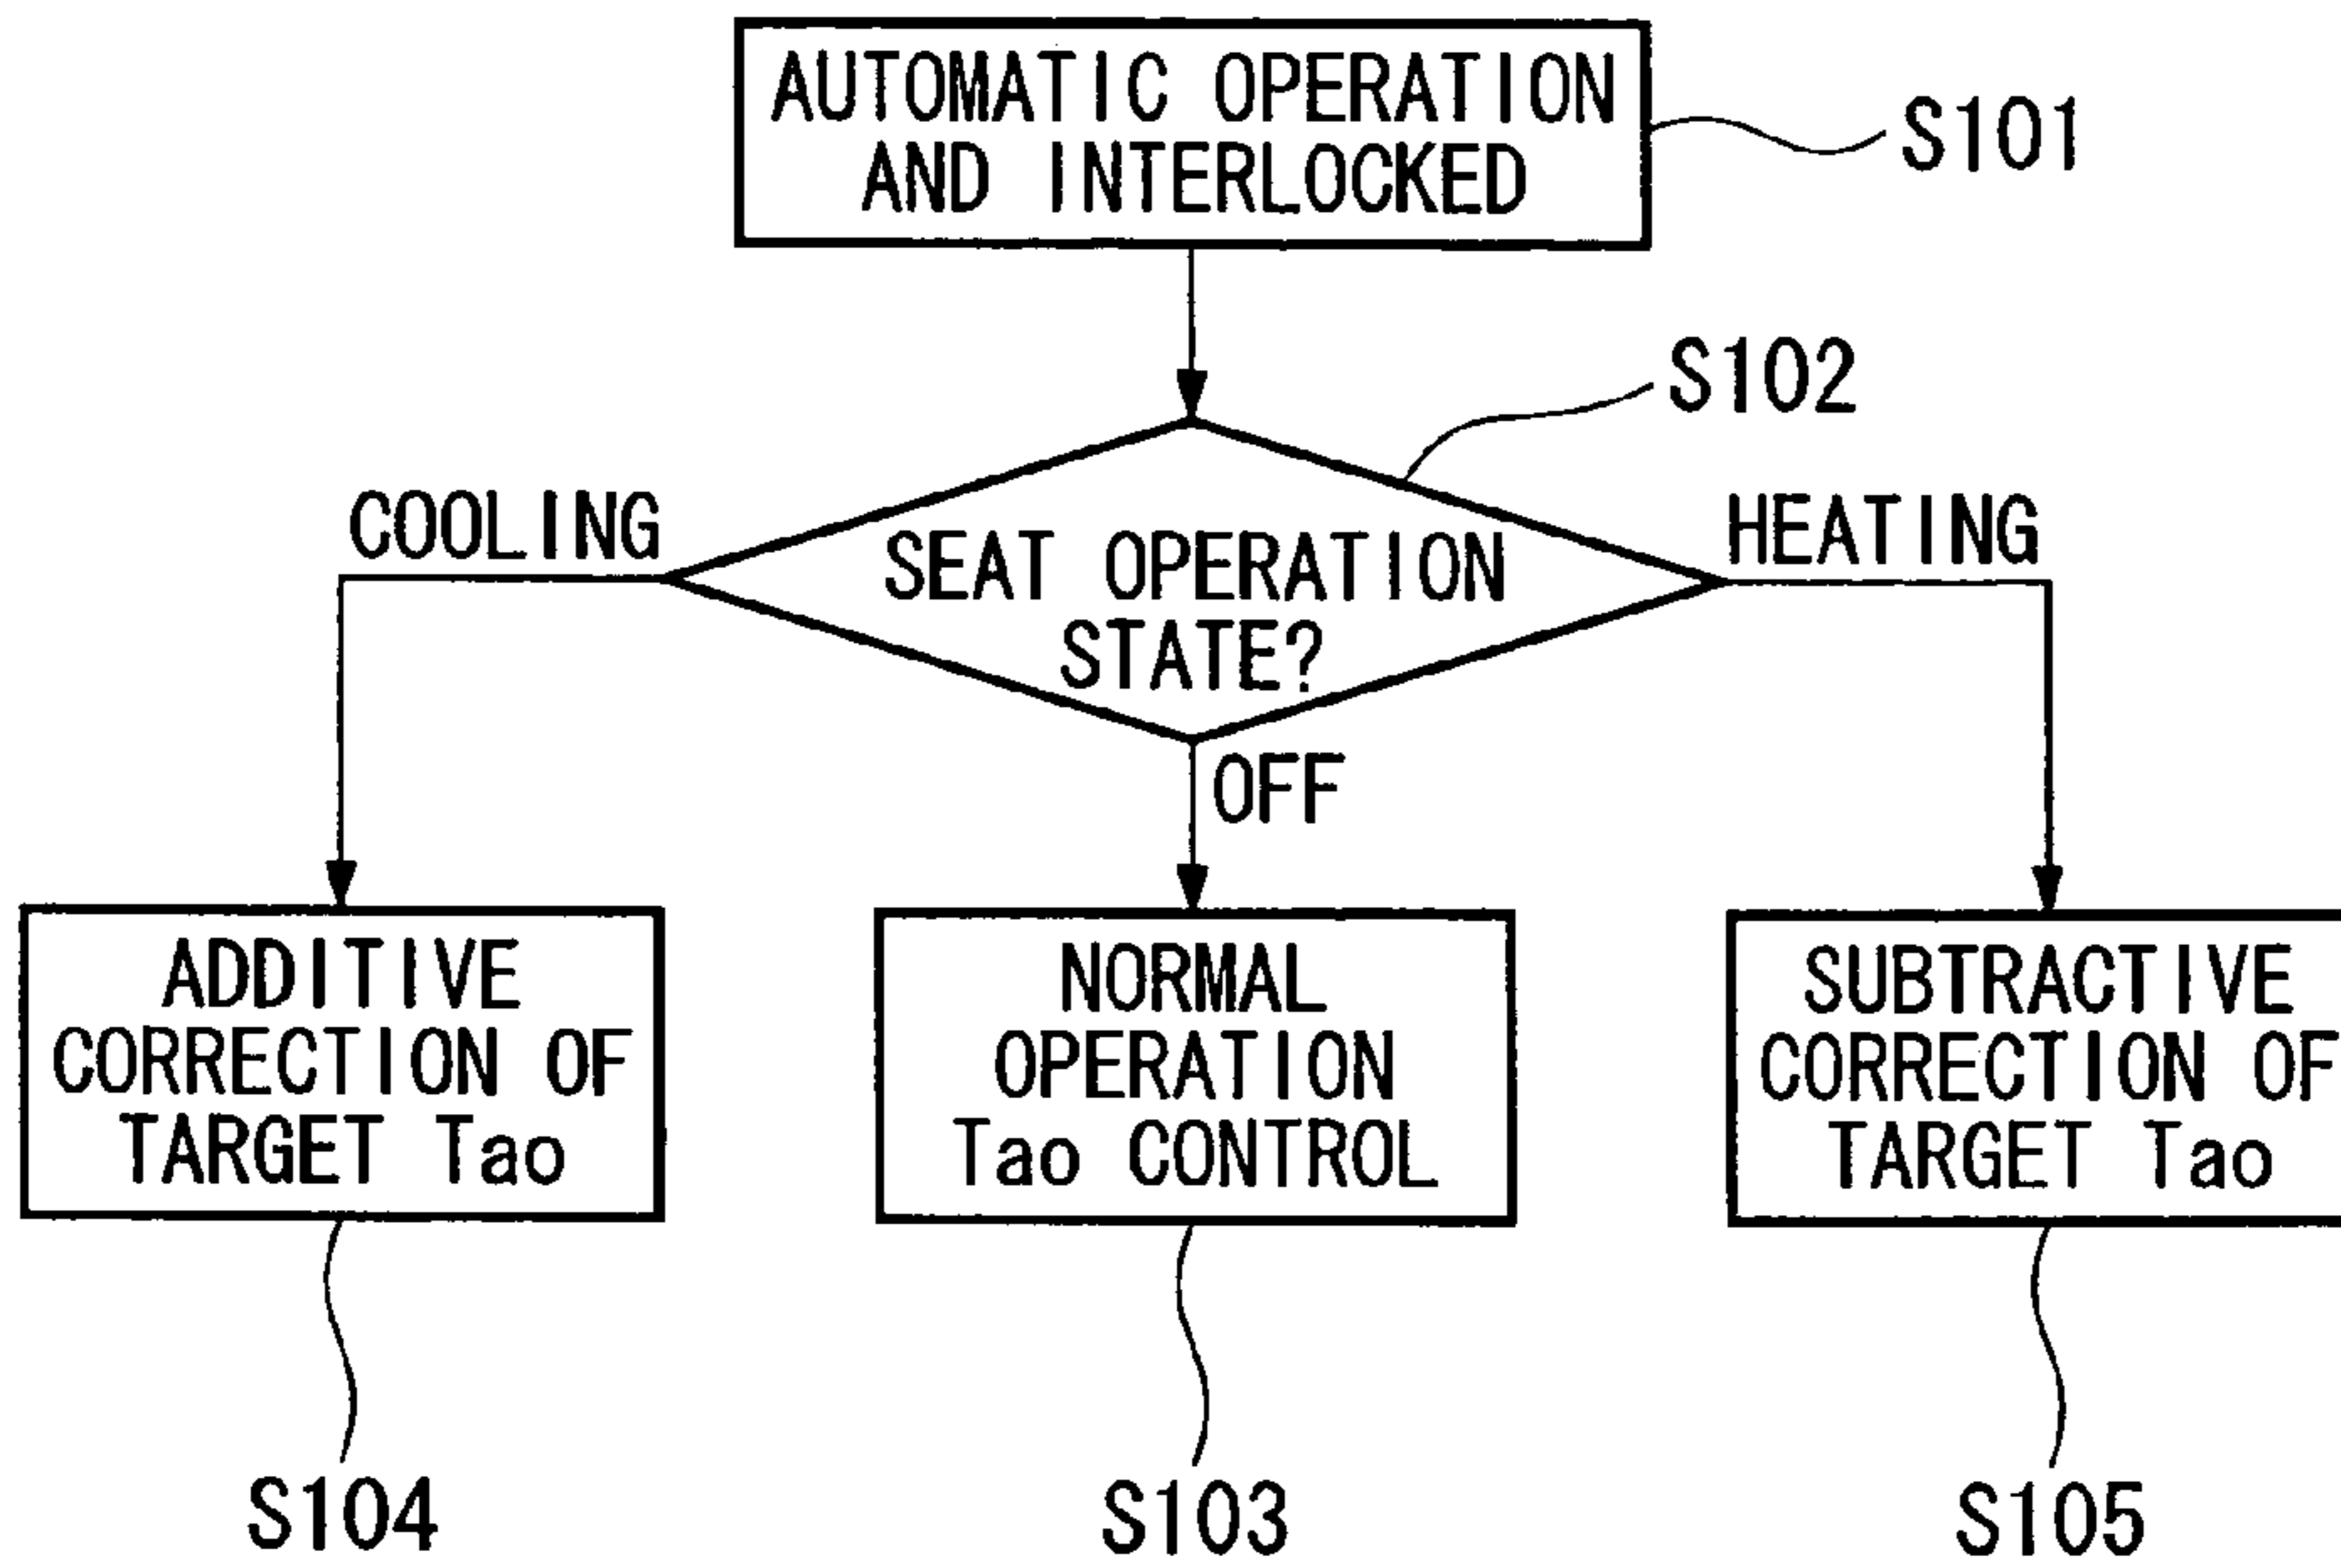 AUTOMATIC OPERATION
AND INTERLOCKED
S101
S102
COOLING
HEATING
SEAT OPERATION
STATE?
OFF
ADDITIVE
CORRECTION OF
TARGET Tao
NORMAL
OPERATION
Tao CONTROL
SUBTRACTIVE
CORRECTION OF
TARGET Tao
S104
S103
S105